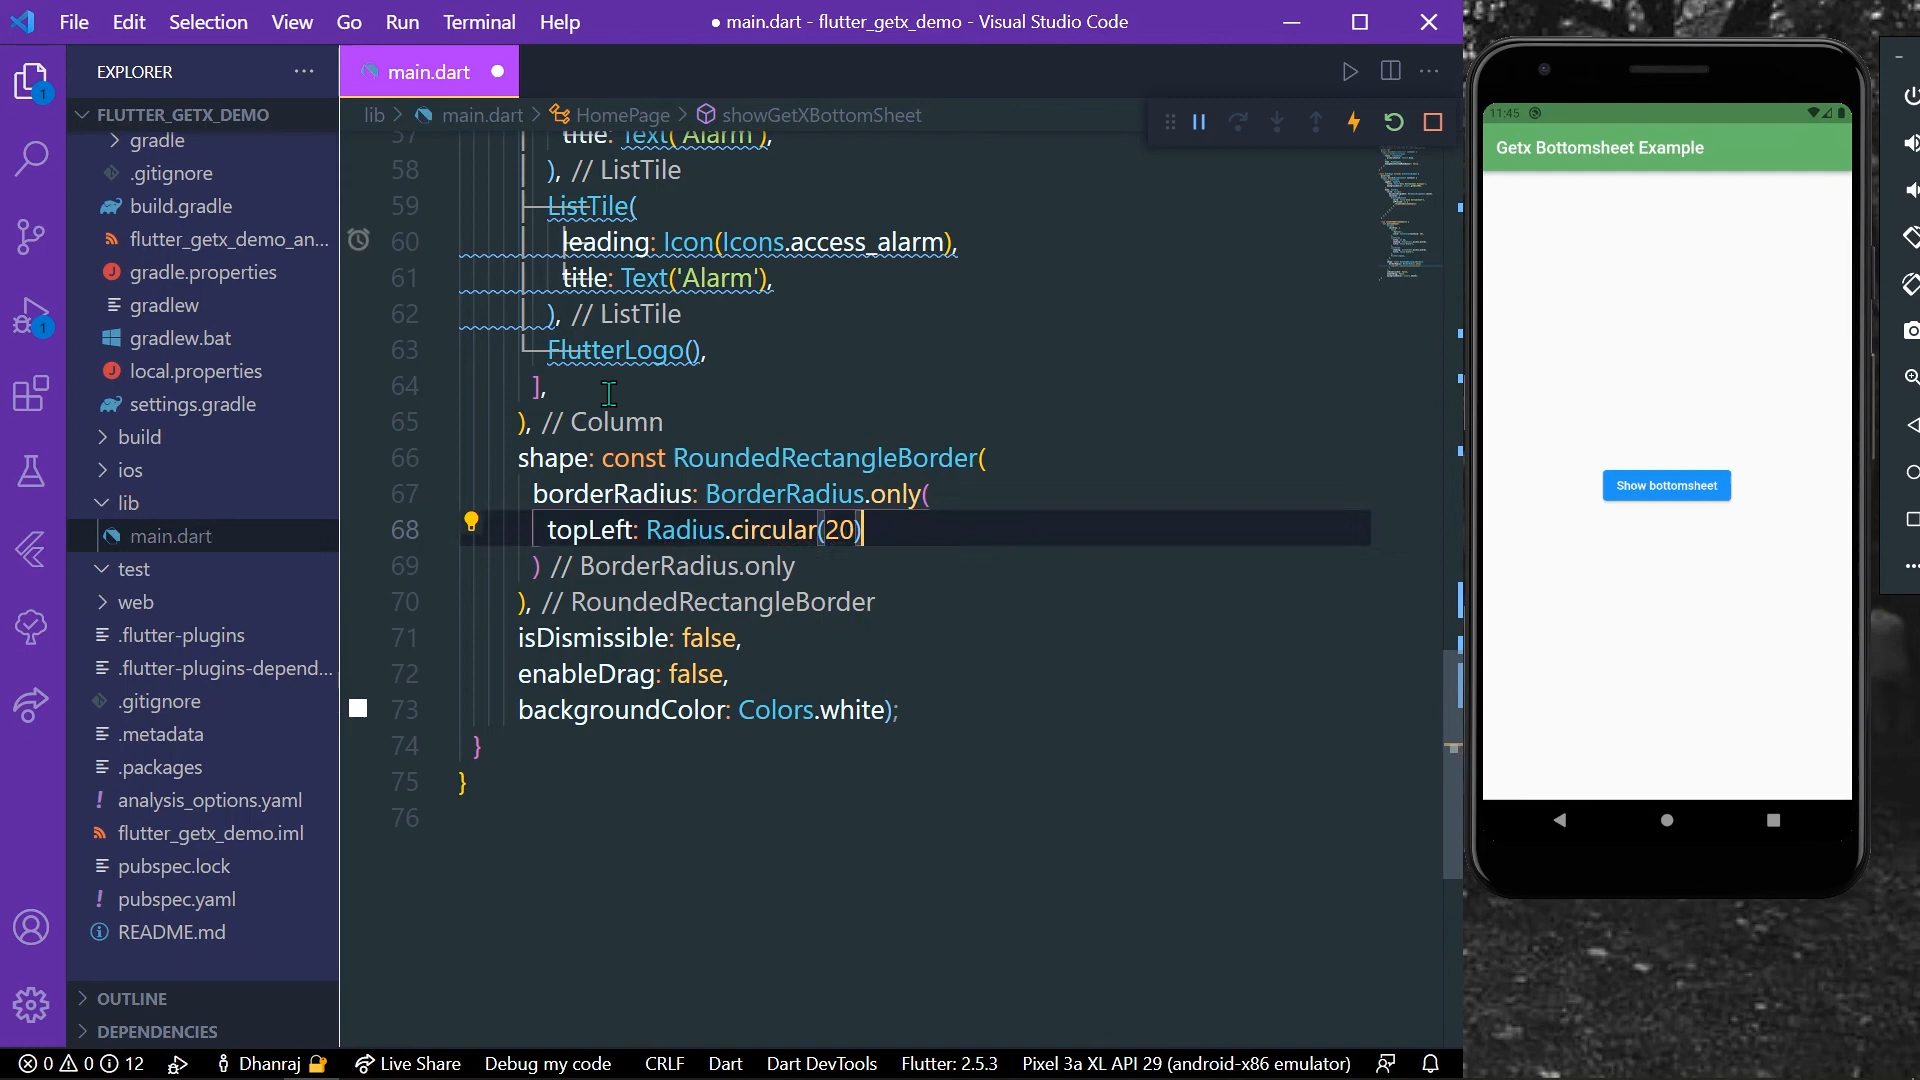 File Edit Selection View Go Run Terminal Help
● main.dart - flutter_getx_demo - Visual Studio Code
EXPLORER
main.dart
FLUTTER_GETX_DEMO
gradle
.gitignore
build.gradle
flutter_getx_demo_an...
gradle.properties
gradlew
gradlew.bat
local.properties
settings.gradle
build
ios
lib
main.dart
test
web
.flutter-plugins
.flutter-plugins-depend...
.gitignore
.metadata
.packages
analysis_options.yaml
flutter_getx_demo.iml
pubspec.lock
pubspec.yaml
README.md
OUTLINE
DEPENDENCIES
1
1
lib > main.dart > HomePage > showGetXBottomSheet
57 title: Text('Alarm'),
58 ), // ListTile
59 ListTile(
60 leading: Icon(Icons.access_alarm),
61 title: Text('Alarm'),
62 ), // ListTile
63 FlutterLogo(),
64 ],
65 ), // Column
66 shape: const RoundedRectangleBorder(
67 borderRadius: BorderRadius.only(
68 topLeft: Radius.circular(20)
69 ) // BorderRadius.only
70 ), // RoundedRectangleBorder
71 isDismissible: false,
72 enableDrag: false,
73 backgroundColor: Colors.white);
74 }
75 }
76
11:45
Getx Bottomsheet Example
Show bottomsheet
0 0 12 Dhanraj Live Share Debug my code CRLF Dart Dart DevTools Flutter: 2.5.3 Pixel 3a XL API 29 (android-x86 emulator)